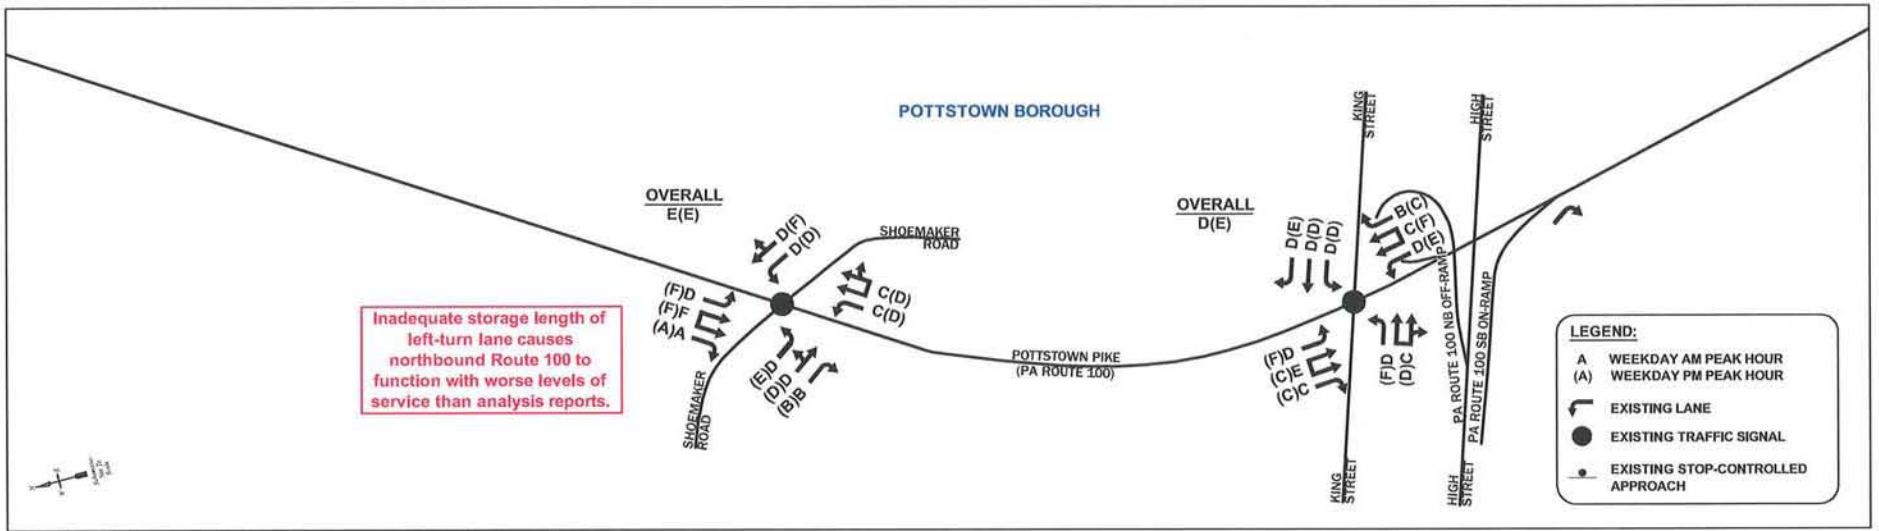 POTTSTOWN BOROUGH
OVERALL
E(E)
D(F)
D(D)
SHOEMAKER
ROAD
C(D)
C(D)
(F)D
(F)F
(A)A
(E)D
(D)D
(B)B
SHOEMAKER
ROAD
Inadequate storage length of
left-turn lane causes
northbound Route 100 to
function with worse levels of
service than analysis reports.
POTTSTOWN PIKE
(PA ROUTE 100)
OVERALL
D(E)
D(E)
D(D)
D(D)
KING
STREET
HIGH
STREET
B(C)
C(F)
D(E)
(F)D
(C)E
(C)C
(F)D
(D)C
PA ROUTE 100 NB OFF-RAMP
PA ROUTE 100 SB ON-RAMP
KING
STREET
HIGH
STREET
LEGEND:
A WEEKDAY AM PEAK HOUR
(A) WEEKDAY PM PEAK HOUR
EXISTING LANE
EXISTING TRAFFIC SIGNAL
EXISTING STOP-CONTROLLED
APPROACH